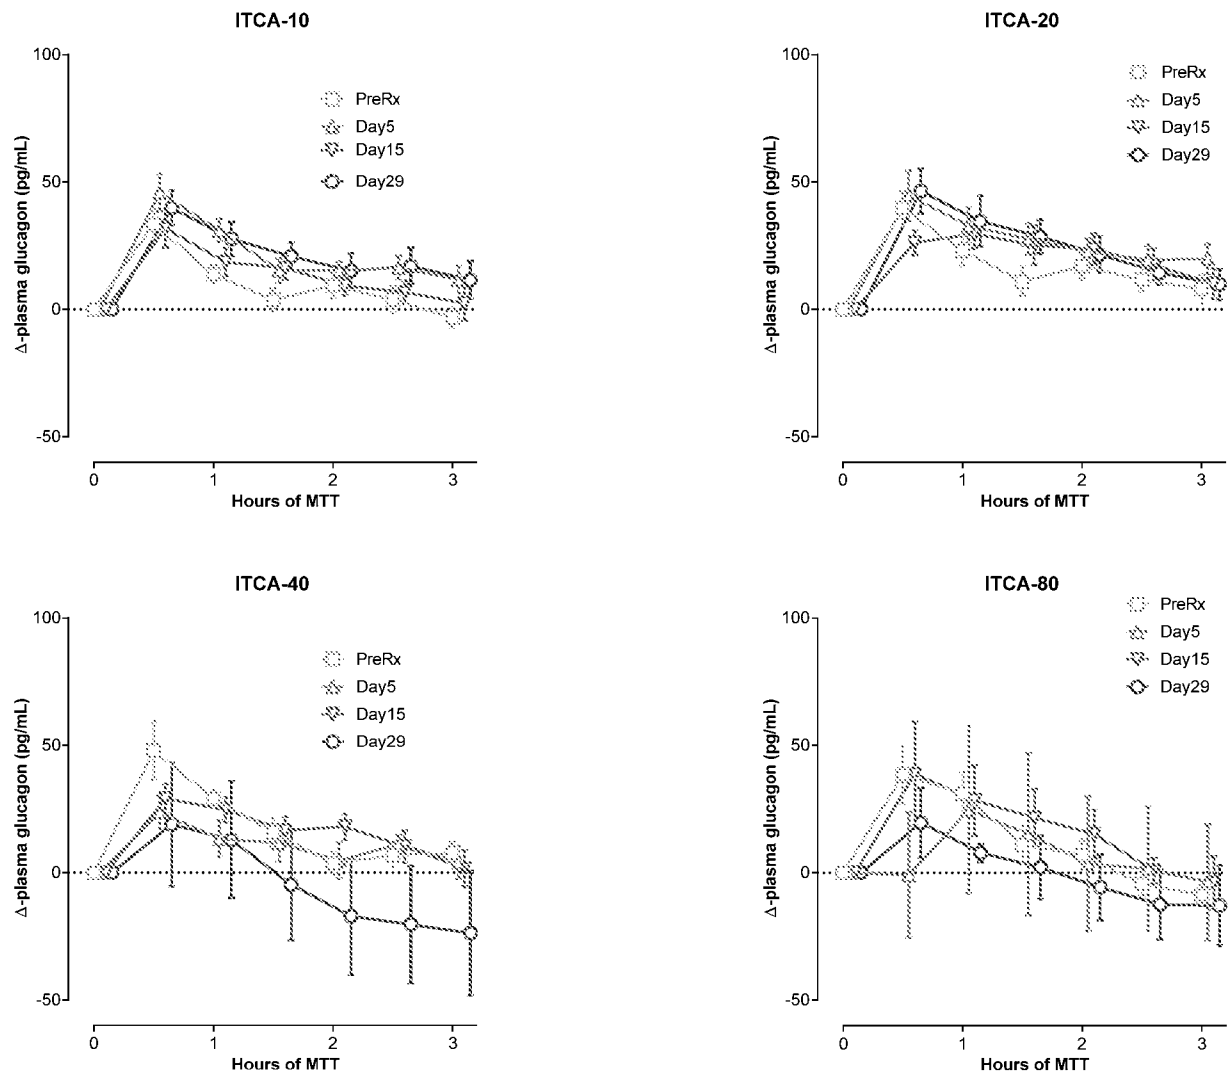 ITCA-10
100
50
0
-50
Δ-plasma glucagon (pg/mL)
PreRx
Day5
Day15
Day29
0
1
2
3
Hours of MTT
ITCA-20
100
50
0
-50
Δ-plasma glucagon (pg/mL)
PreRx
Day5
Day15
Day29
0
1
2
3
Hours of MTT
ITCA-40
100
50
0
-50
Δ-plasma glucagon (pg/mL)
PreRx
Day5
Day15
Day29
0
1
2
3
Hours of MTT
ITCA-80
100
50
0
-50
Δ-plasma glucagon (pg/mL)
PreRx
Day5
Day15
Day29
0
1
2
3
Hours of MTT